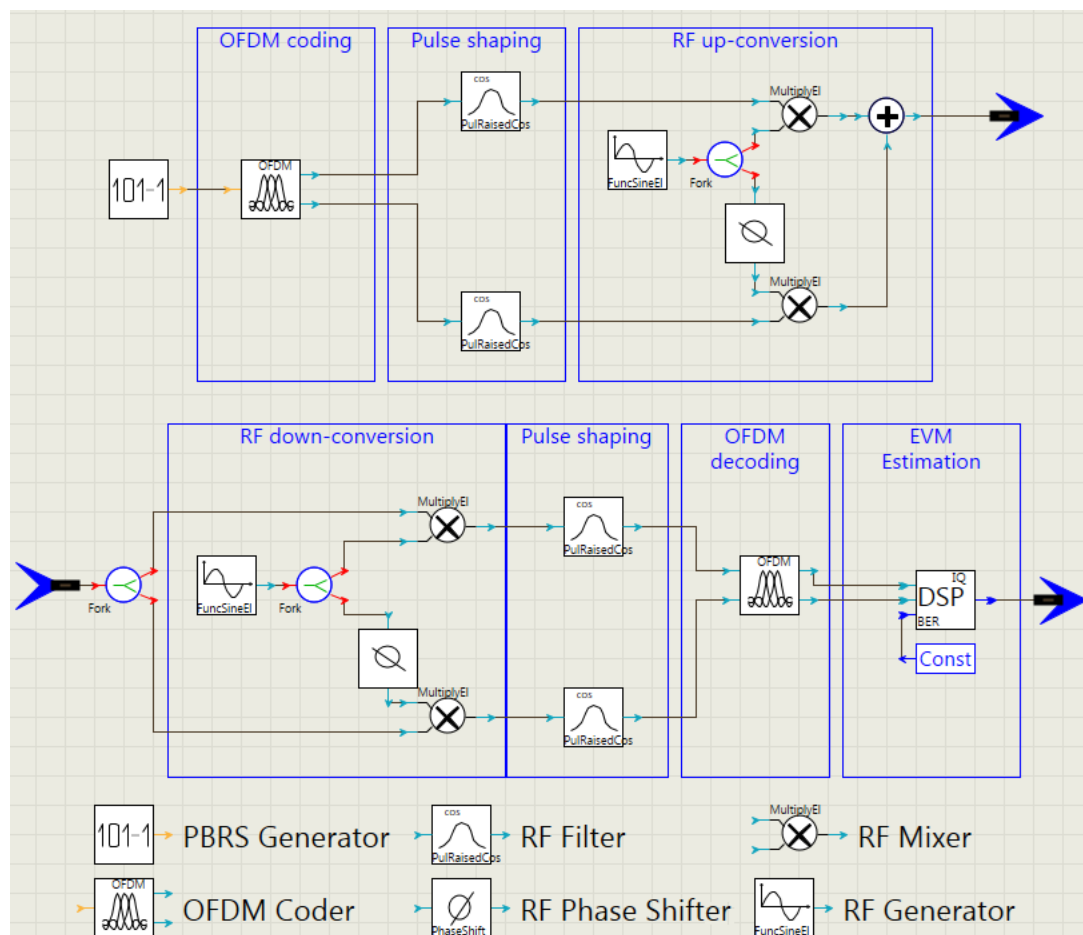 OFDM coding
Pulse shaping
RF up-conversion
cos
PulRaisedCos
MultiplyEl
FuncSineEl
Fork
101-1
OFDM
MultiplyEl
cos
PulRaisedCos
RF down-conversion
Pulse shaping
OFDM
decoding
EVM
Estimation
MultiplyEl
cos
PulRaisedCos
Fork
FuncSineEl
Fork
OFDM
IQ
DSP
BER
Const
MultiplyEl
cos
PulRaisedCos
101-1
PBRS Generator
cos
PulRaisedCos
RF Filter
MultiplyEl
RF Mixer
OFDM
OFDM Coder
PhaseShift
RF Phase Shifter
FuncSineEl
RF Generator